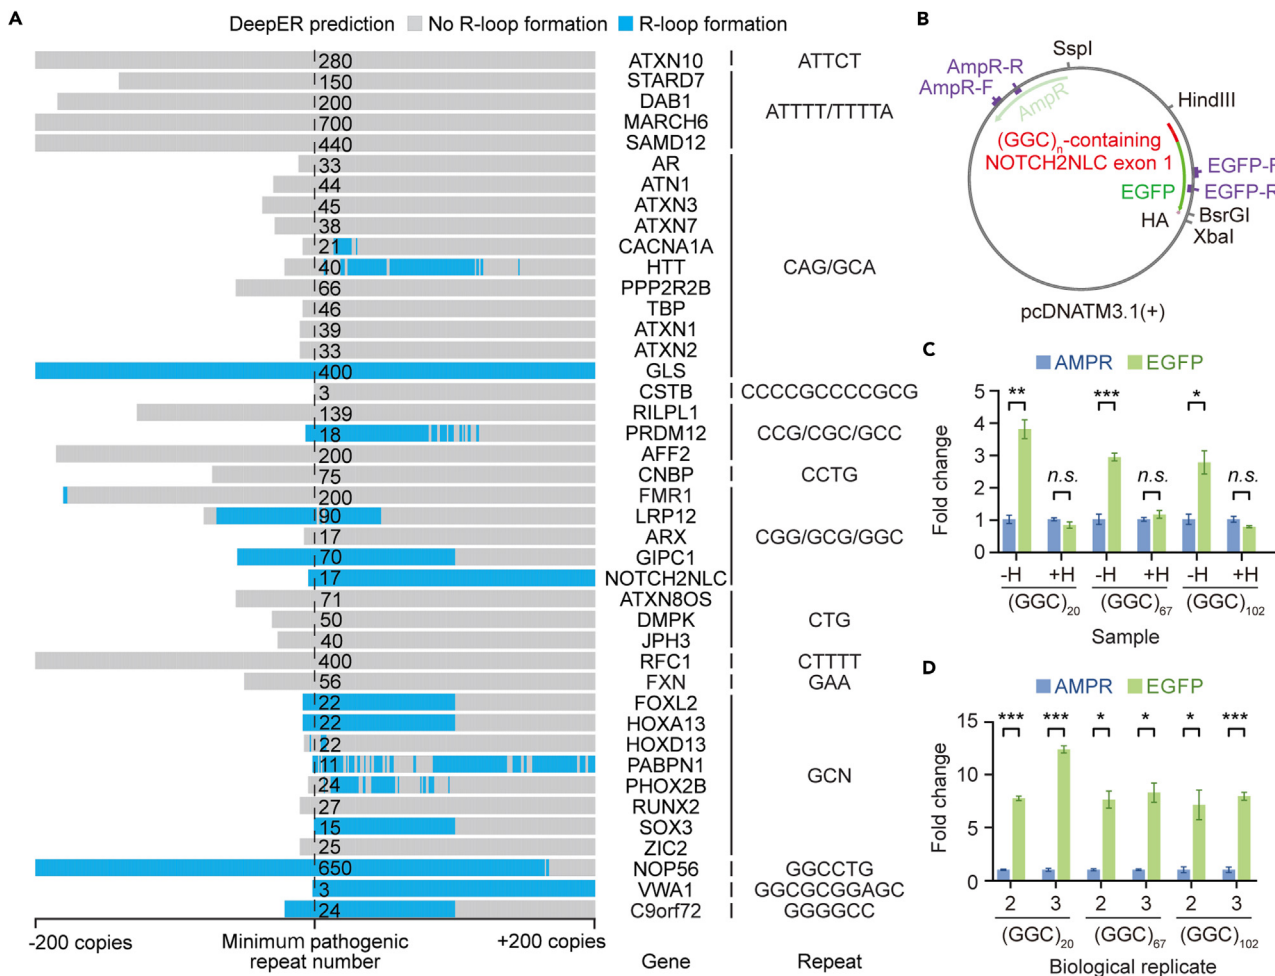 A
DeepER prediction No R-loop formation R-loop formation
280 ATXN10 ATTCT
150 STARD7
200 DAB1
ATTTT/TTTTA
700 MARCH6
440 SAMD12
33 AR
44 ATN1
45 ATXN3
38 ATXN7
21 CACNA1A
40 HTT CAG/GCA
66 PPP2R2B
46 TBP
39 ATXN1
33 ATXN2
400 GLS
3 CSTB CCCCGCCCCGCG
139 RILPL1
18 PRDM12 CCG/CGC/GCC
200 AFF2
75 CNBP CCTG
200 FMR1
90 LRP12
17 ARX CGG/GCG/GGC
70 GIPC1
17 NOTCH2NLC
71 ATXN8OS
50 DMPK CTG
40 JPH3
400 RFC1 CTTTT
56 FXN GAA
22 FOXL2
22 HOXA13
22 HOXD13
11 PABPN1
GCN
24 PHOX2B
27 RUNX2
15 SOX3
25 ZIC2
650 NOP56 GGCCTG
3 VWA1 GGCGCGGAGC
24 C9orf72 GGGGCC
-200 copies Minimum pathogenic +200 copies
repeat number Gene Repeat
B
SspI
AmpR-R
AmpR-F
AmpR
HindIII
(GGC)n-containing
NOTCH2NLC exon 1
EGFP-F
EGFP EGFP-R
HA BsrGI
XbaI
pcDNATM3.1(+)
C
AMPR EGFP
Fold change
5
4
3
2
1
0
** n.s. *** n.s. * n.s.
-H +H -H +H -H +H
(GGC)20 (GGC)67 (GGC)102
Sample
D
AMPR EGFP
Fold change
15
10
5
0
*** *** * * * ***
2 3 2 3 2 3
(GGC)20 (GGC)67 (GGC)102
Biological replicate